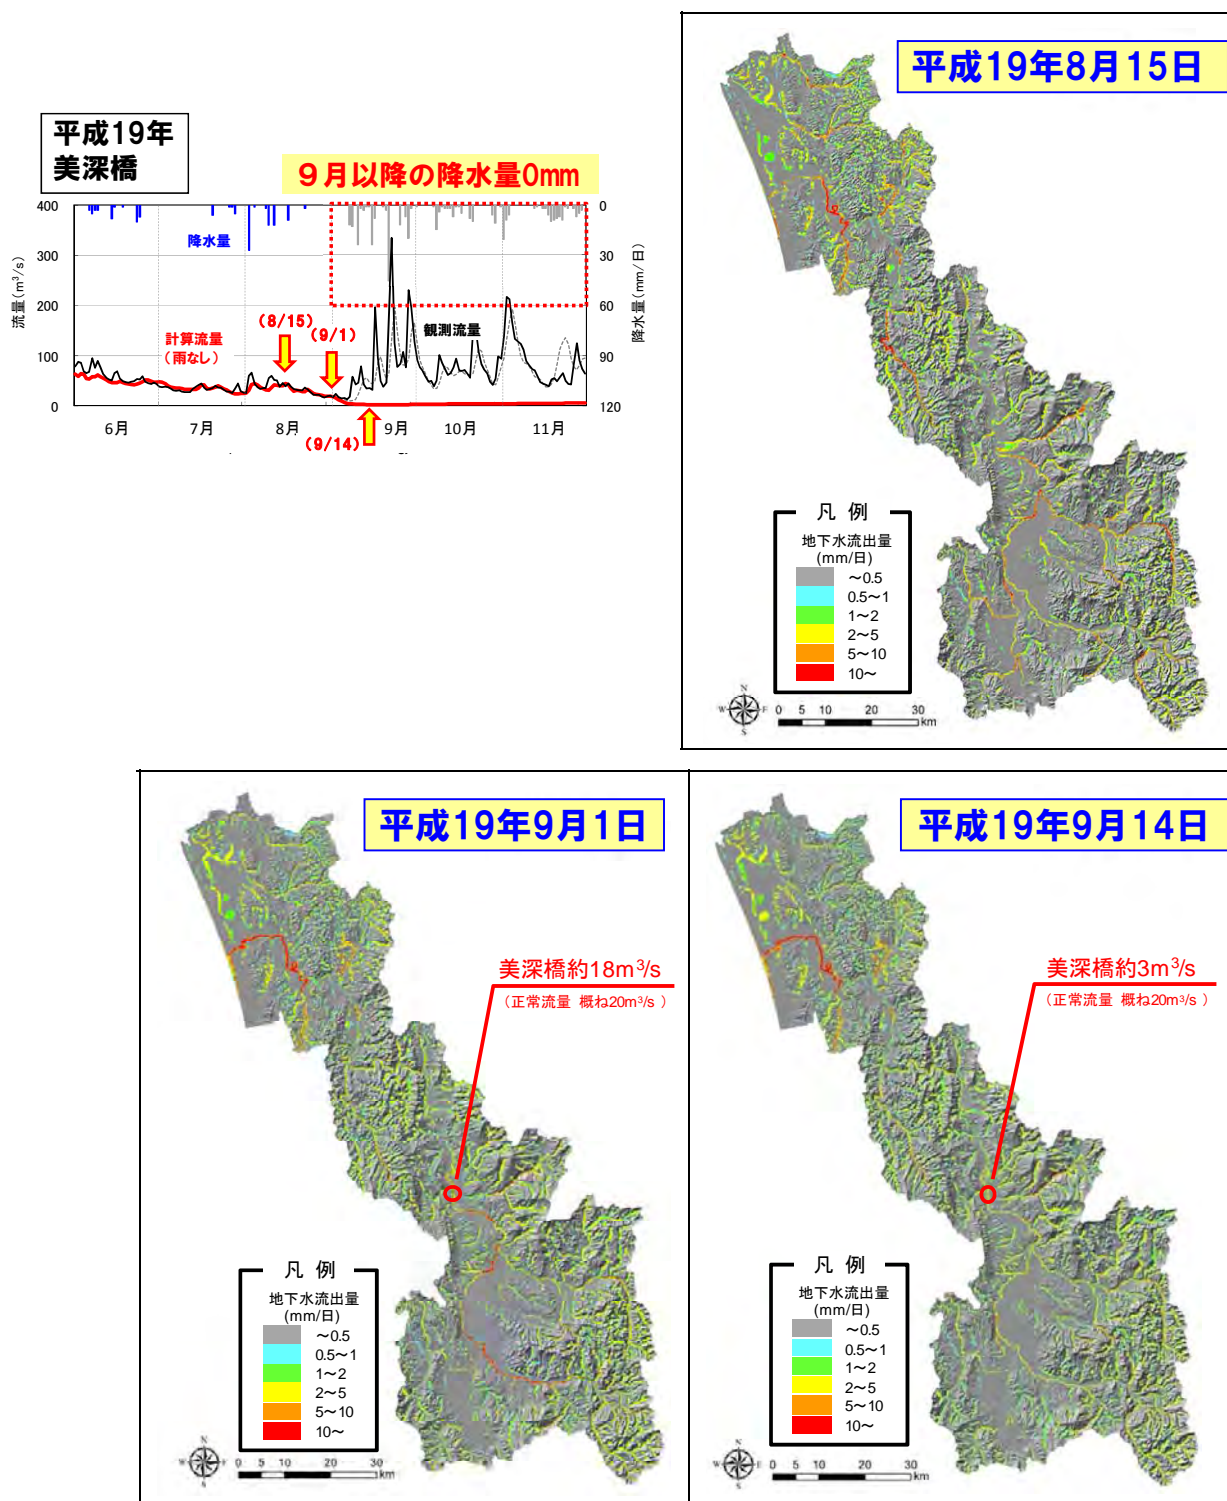 平成19年
美深橋
9月以降の降水量0mm
400
300
200
100
0
流量(m³/s)
0
30
60
90
120
降水量(mm/日)
降水量
計算流量
(雨なし)
(8/15)
(9/1)
(9/14)
観測流量
6月
7月
8月
9月
10月
11月
平成19年8月15日
凡 例
地下水流出量
(mm/日)
～0.5
0.5～1
1～2
2～5
5～10
10～
N
W
E
S
0 5 10 20 30
km
平成19年9月1日
美深橋約18m³/s
(正常流量 概ね20m³/s)
凡 例
地下水流出量
(mm/日)
～0.5
0.5～1
1～2
2～5
5～10
10～
N
W
E
S
0 5 10 20 30
km
平成19年9月14日
美深橋約3m³/s
(正常流量 概ね20m³/s)
凡 例
地下水流出量
(mm/日)
～0.5
0.5～1
1～2
2～5
5～10
10～
N
W
E
S
0 5 10 20 30
km